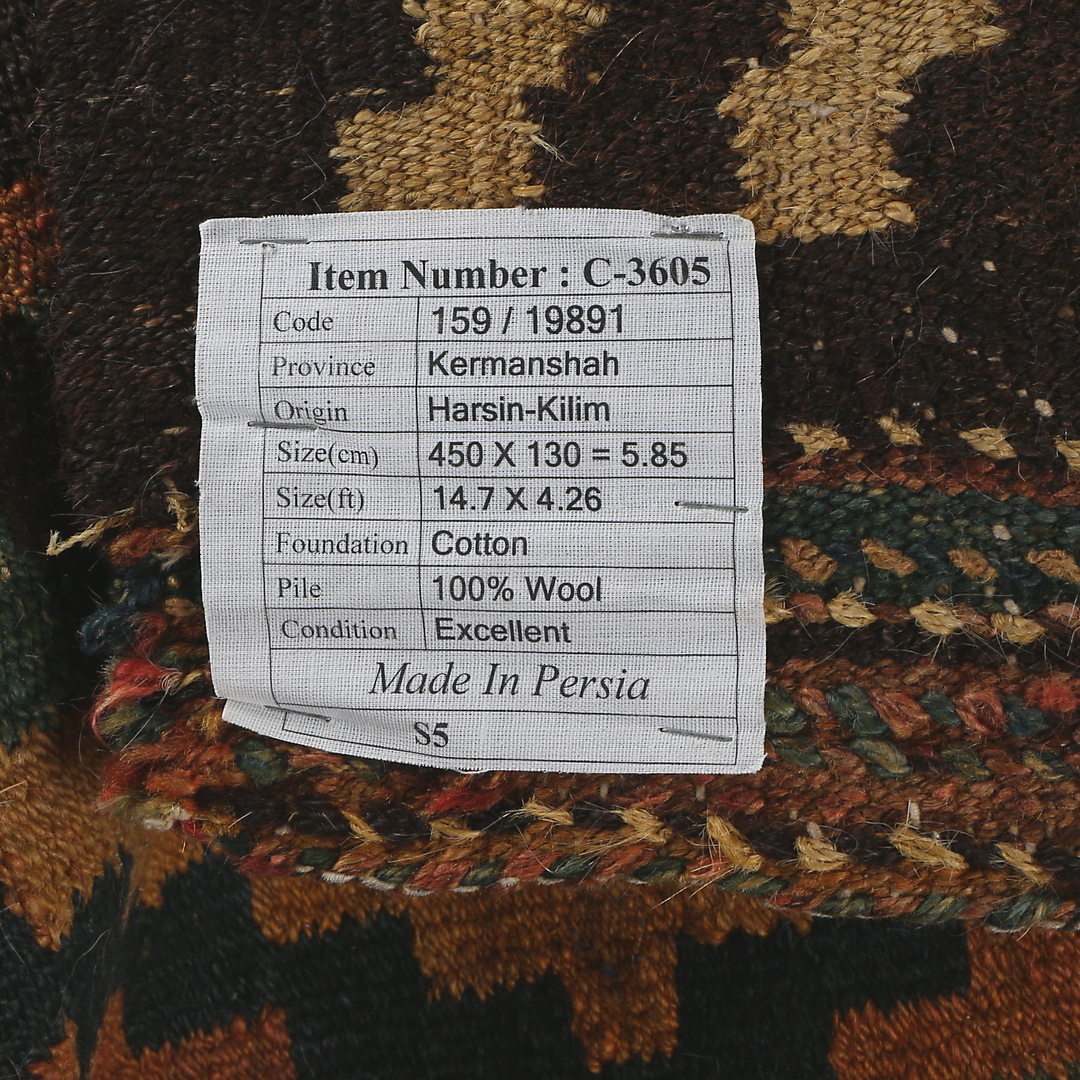 Item Number : C-3605
Code 159 / 19891
Province Kermanshah
Origin Harsin-Kilim
Size(cm) 450 X 130 = 5.85
Size(ft) 14.7 X 4.26
Foundation Cotton
Pile 100% Wool
Condition Excellent
Made In Persia
S5